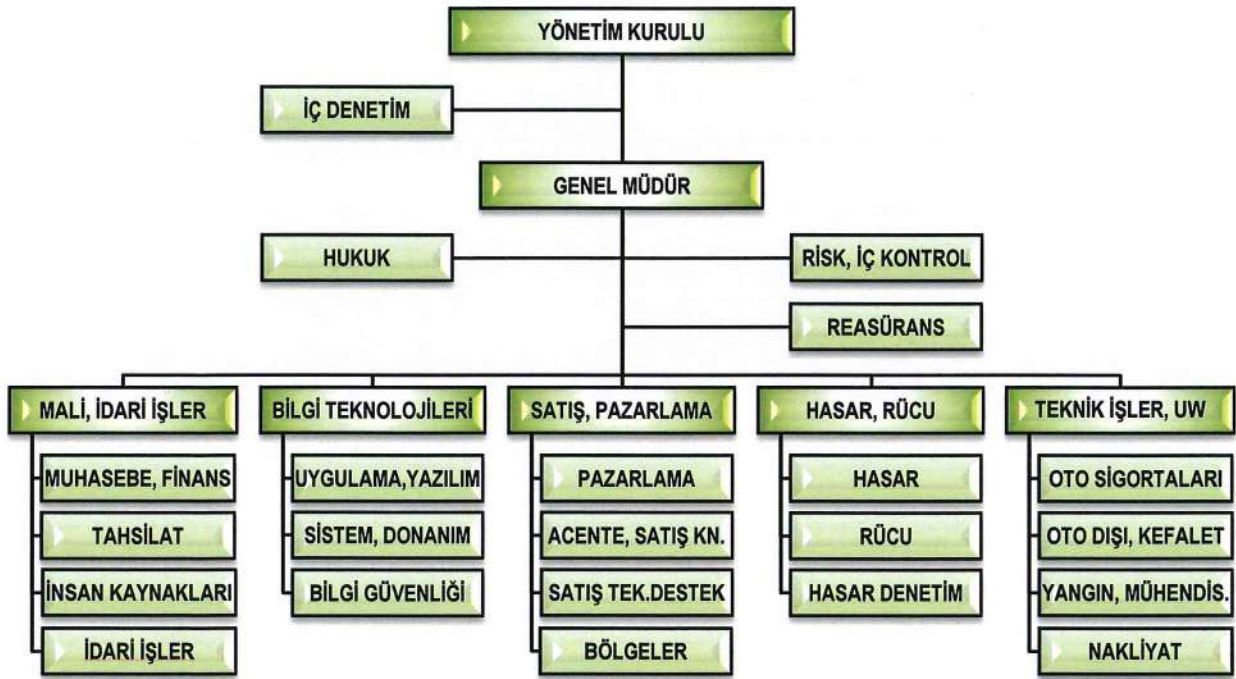 YÖNETİM KURULU
İÇ DENETİM
GENEL MÜDÜR
HUKUK
RİSK, İÇ KONTROL
REASÜRANS
MALİ, İDARİ İŞLER
MUHASEBE, FİNANS
TAHSİLAT
İNSAN KAYNAKLARI
İDARİ İŞLER
BİLGİ TEKNOLOJİLERİ
UYGULAMA,YAZILIM
SİSTEM, DONANIM
BİLGİ GÜVENLİĞİ
SATIŞ, PAZARLAMA
PAZARLAMA
ACENTE, SATIŞ KN.
SATIŞ TEK.DESTEK
BÖLGELER
HASAR, RÜCU
HASAR
RÜCU
HASAR DENETİM
TEKNİK İŞLER, UW
OTO SİGORTALARI
OTO DIŞI, KEFALET
YANGIN, MÜHENDİS.
NAKLİYAT